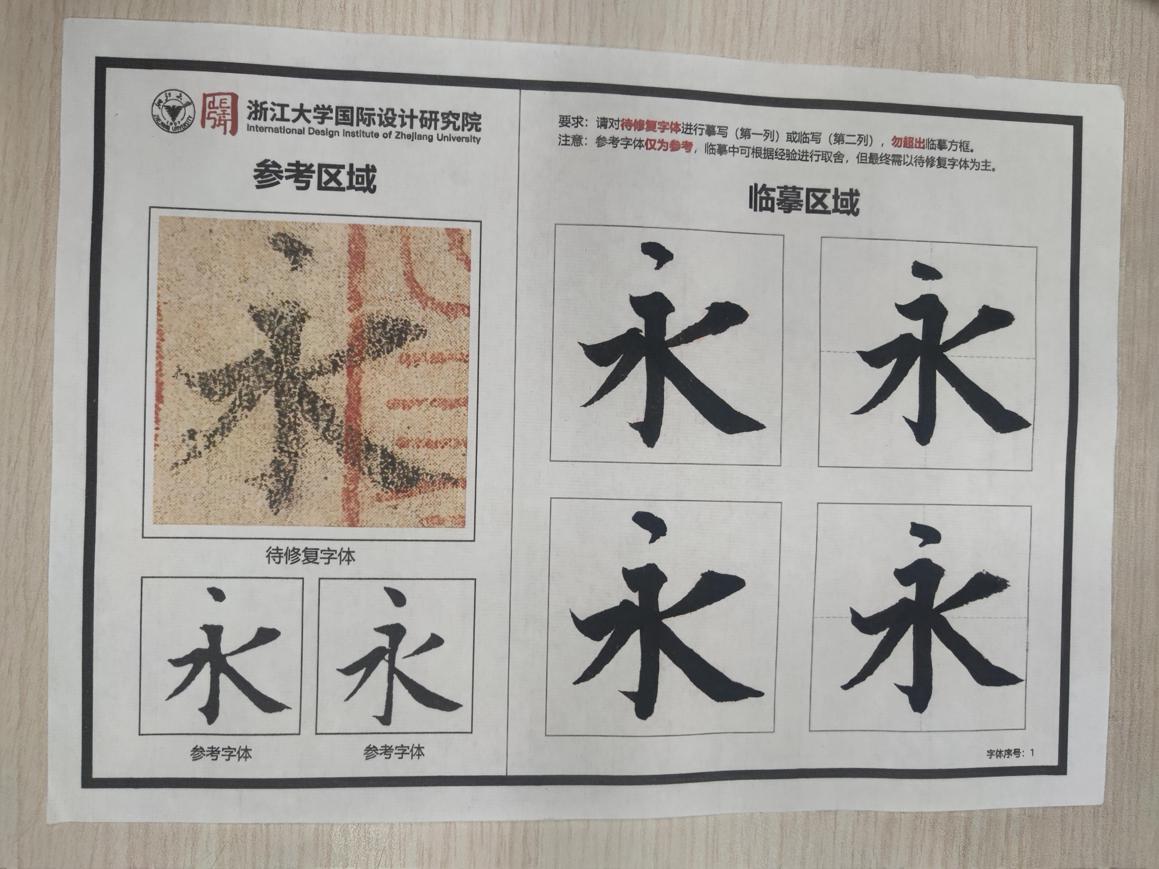 浙江大学国际设计研究院
International Design Institute of Zhejiang University
参考区域
永
待修复字体
永
永
参考字体
参考字体
要求：请对待修复字体进行摹写（第一列）或临写（第二列），勿超出临摹方框。
注意：参考字体仅为参考，临摹中可根据经验进行取舍，但最终需以待修复字体为主。
临摹区域
永
永
永
永
字体序号：1